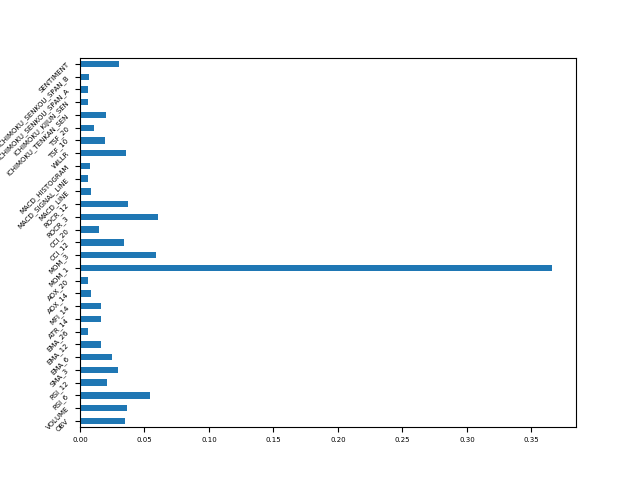 SENTIMENT
ICHIMOKU_SENKOU_SPAN_B
ICHIMOKU_SENKOU_SPAN_A
ICHIMOKU_KIJUN_SEN
ICHIMOKU_TENKAN_SEN
TSF_20
TSF_10
WILLR
MACD_HISTOGRAM
MACD_SIGNAL_LINE
MACD_LINE
ROCR_12
ROCR_3
CCI_20
CCI_12
MOM_3
MOM_1
ADX_20
ADX_14
MFI_14
ATR_14
EMA_26
EMA_12
EMA_6
SMA_3
RSI_12
RSI_6
VOLUME
OBV
0.00 0.05 0.10 0.15 0.20 0.25 0.30 0.35